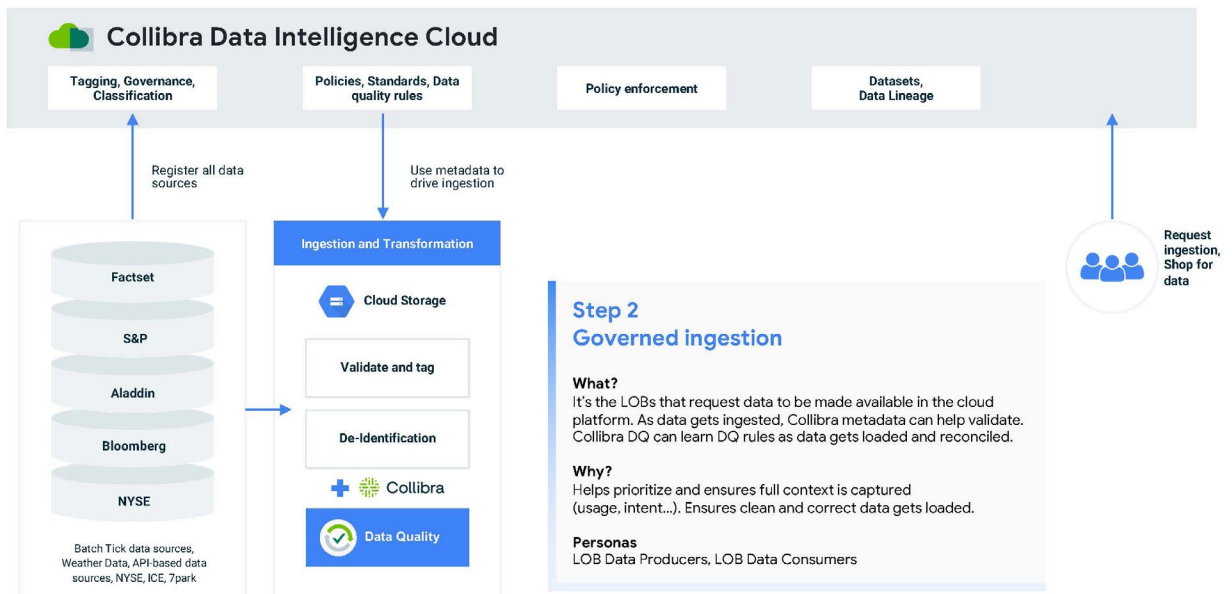 Collibra Data Intelligence Cloud
Tagging, Governance,
Classification
Policies, Standards, Data
quality rules
Policy enforcement
Datasets,
Data Lineage
Register all data
sources
Use metadata to
drive ingestion
Request
ingestion,
Shop for
data
Factset
S&P
Aladdin
Bloomberg
NYSE
Batch Tick data sources,
Weather Data, API-based data
sources, NYSE, ICE, 7park
Ingestion and Transformation
Cloud Storage
Validate and tag
De-Identification
Collibra
Data Quality
Step 2
Governed ingestion
What?
It's the LOBs that request data to be made available in the cloud
platform. As data gets ingested, Collibra metadata can help validate.
Collibra DQ can learn DQ rules as data gets loaded and reconciled.
Why?
Helps prioritize and ensures full context is captured
(usage, intent...). Ensures clean and correct data gets loaded.
Personas
LOB Data Producers, LOB Data Consumers